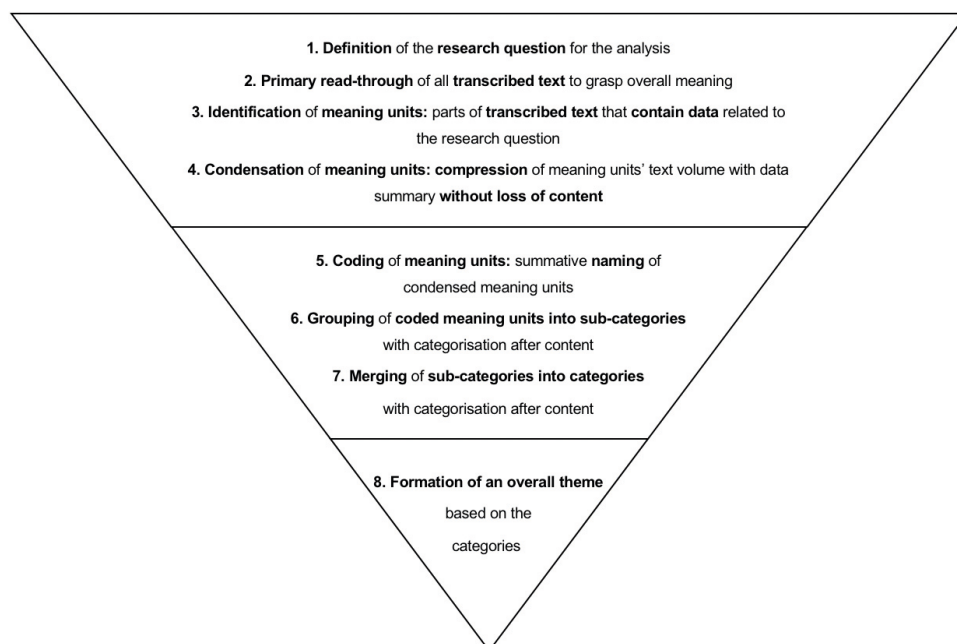 1. Definition of the research question for the analysis
2. Primary read-through of all transcribed text to grasp overall meaning
3. Identification of meaning units: parts of transcribed text that contain data related to
the research question
4. Condensation of meaning units: compression of meaning units' text volume with data
summary without loss of content
5. Coding of meaning units: summative naming of
condensed meaning units
6. Grouping of coded meaning units into sub-categories
with categorisation after content
7. Merging of sub-categories into categories
with categorisation after content
8. Formation of an overall theme
based on the
categories